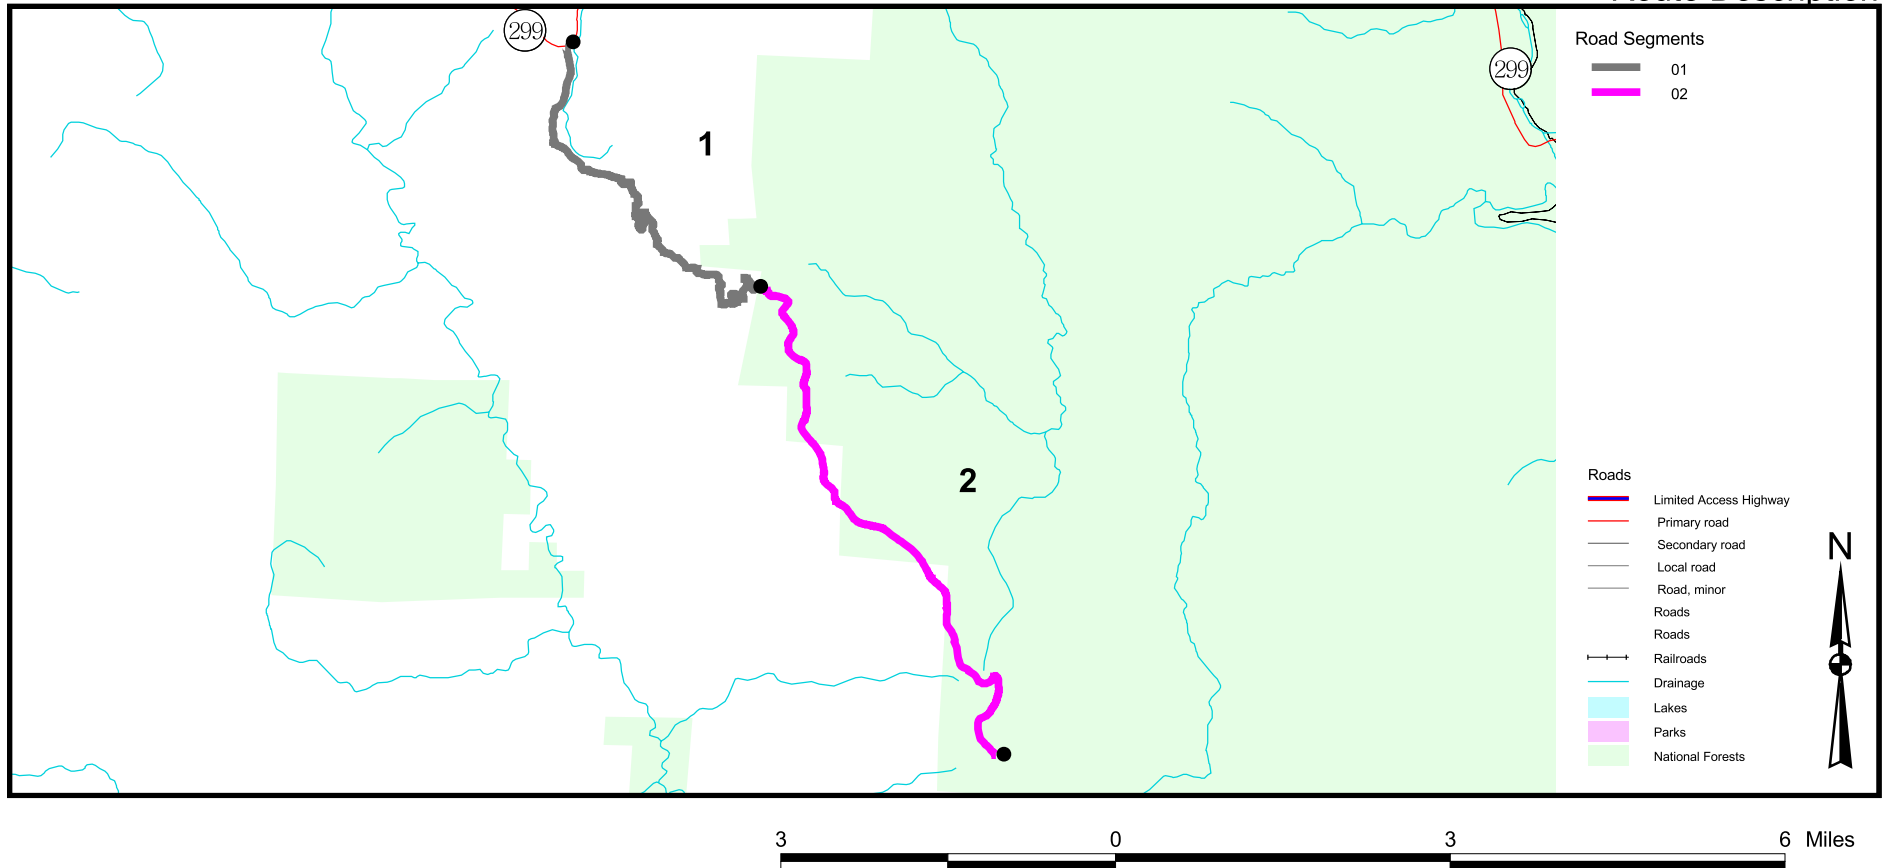 299
299
1
2
Road Segments
01
02
Roads
Limited Access Highway
Primary road
Secondary road
Local road
Road, minor
Roads
Roads
Railroads
Drainage
Lakes
Parks
National Forests
N
3 0 3 6 Miles